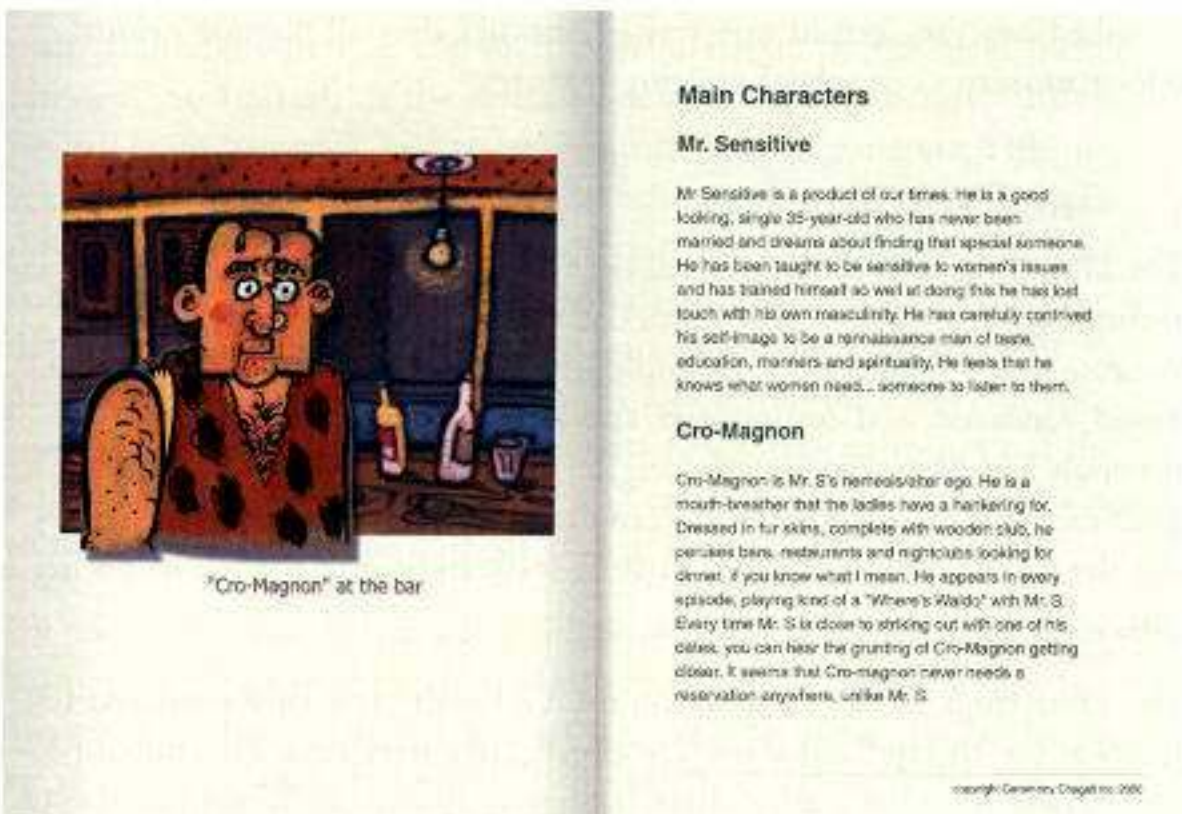 "Cro-Magnon" at the bar
Main Characters
Mr. Sensitive
Mr Sensitive is a product of our times. He is a good
looking, single 35-year-old who has never been
married and dreams about finding that special someone.
He has been taught to be sensitive to women's issues
and has trained himself so well at doing this he has lost
touch with his own masculinity. He has carefully contrived
his self-image to be a rennaissance man of taste,
education, manners and spirituality. He feels that he
knows what women need... someone to listen to them.
Cro-Magnon
Cro-Magnon is Mr. S's nemesis/alter ego. He is a
mouth-breather that the ladies have a hankering for.
Dressed in fur skins, complete with wooden club, he
peruses bars, restaurants and nightclubs looking for
dinner, if you know what I mean. He appears in every
episode, playing kind of a "Where's Waldo" with Mr. S.
Every time Mr. S is close to striking out with one of his
dates, you can hear the grunting of Cro-Magnon getting
closer. It seems that Cro-magnon never needs a
reservation anywhere, unlike Mr. S.
copyright